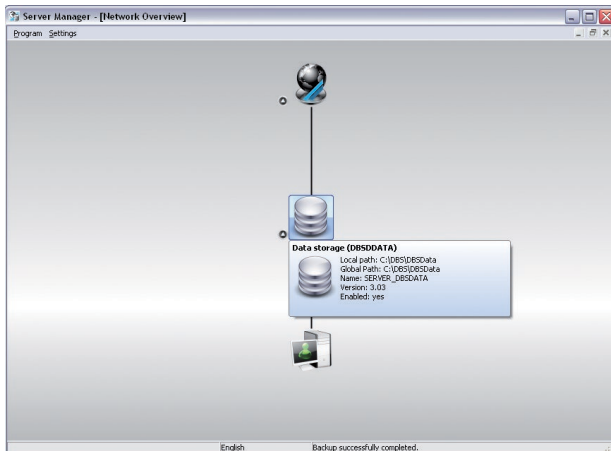 Server Manager - [Network Overview]
Program Settings
Data storage (DBSDDATA)
Local path: C:\DBS\DBSData
Global Path: C:\DBS\DBSData
Name: SERVER_DBSDATA
Version: 3.03
Enabled: yes
English Backup successfully completed.